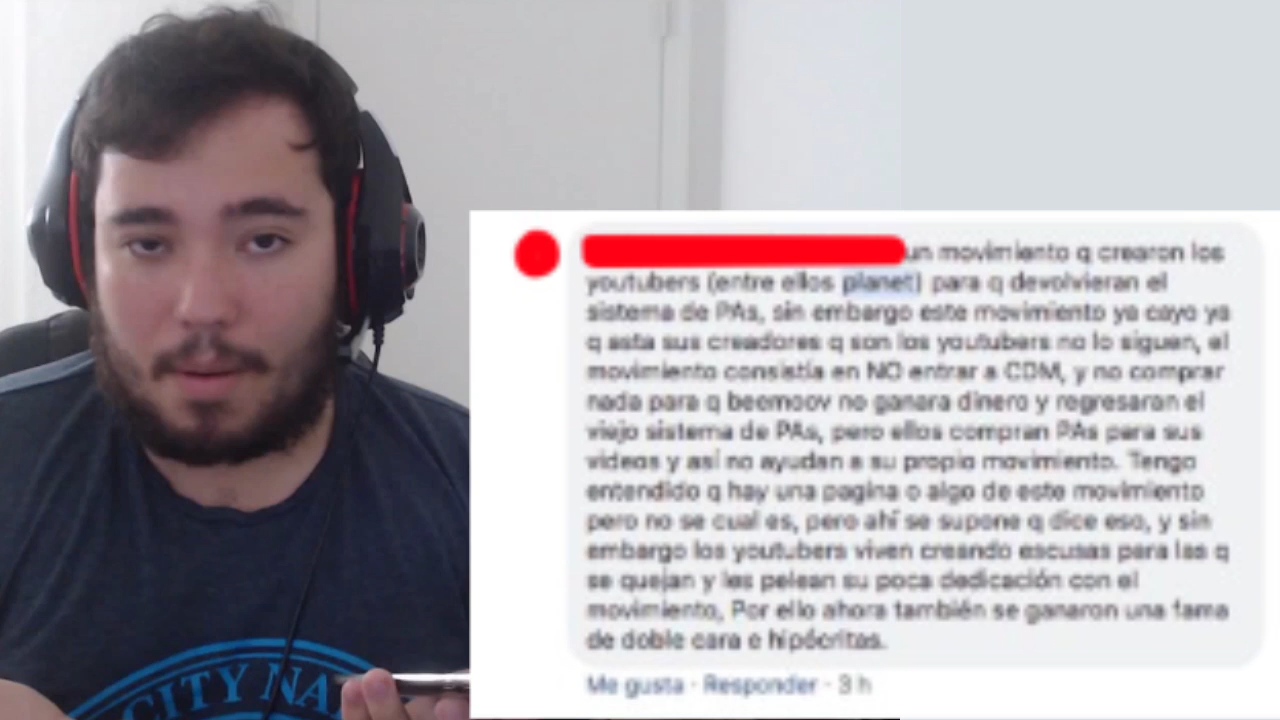 un movimiento q crearon los
youtubers (entre ellos planet) para q devolvieran el
sistema de PAs, sin embargo este movimiento ya cayo ya
q asta sus creadores q son los youtubers no lo siguen, el
movimiento consistía en NO entrar a CDM, y no comprar
nada para q beemoov no ganara dinero y regresaran el
viejo sistema de PAs, pero ellos compran PAs para sus
videos y así no ayudan a su propio movimiento. Tengo
entendido q hay una pagina o algo de este movimiento
pero no se cual es, pero ahí se supone q dice eso, y sin
embargo los youtubers viven creando escusas para las q
se quejan y les pelean su poca dedicación con el
movimiento, Por ello ahora también se ganaron una fama
de doble cara e hipócritas.
Me gusta · Responder · 3 h
CITY NA